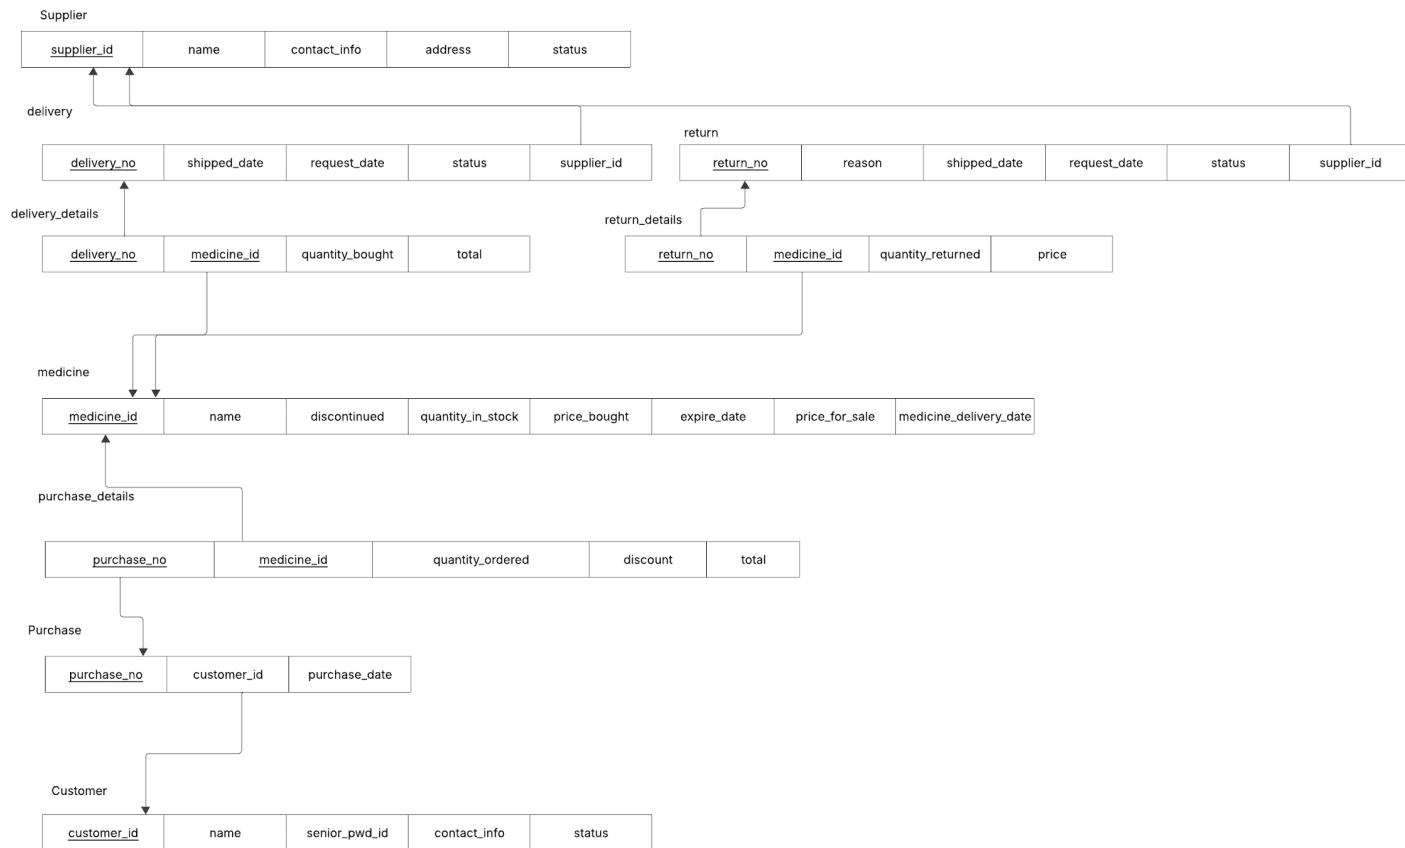 Supplier
supplier_id name contact_info address status
delivery
return
delivery_no shipped_date request_date status supplier_id
return_no reason shipped_date request_date status supplier_id
delivery_details
return_details
delivery_no medicine_id quantity_bought total
return_no medicine_id quantity_returned price
medicine
medicine_id name discontinued quantity_in_stock price_bought expire_date price_for_sale medicine_delivery_date
purchase_details
purchase_no medicine_id quantity_ordered discount total
Purchase
purchase_no customer_id purchase_date
Customer
customer_id name senior_pwd_id contact_info status